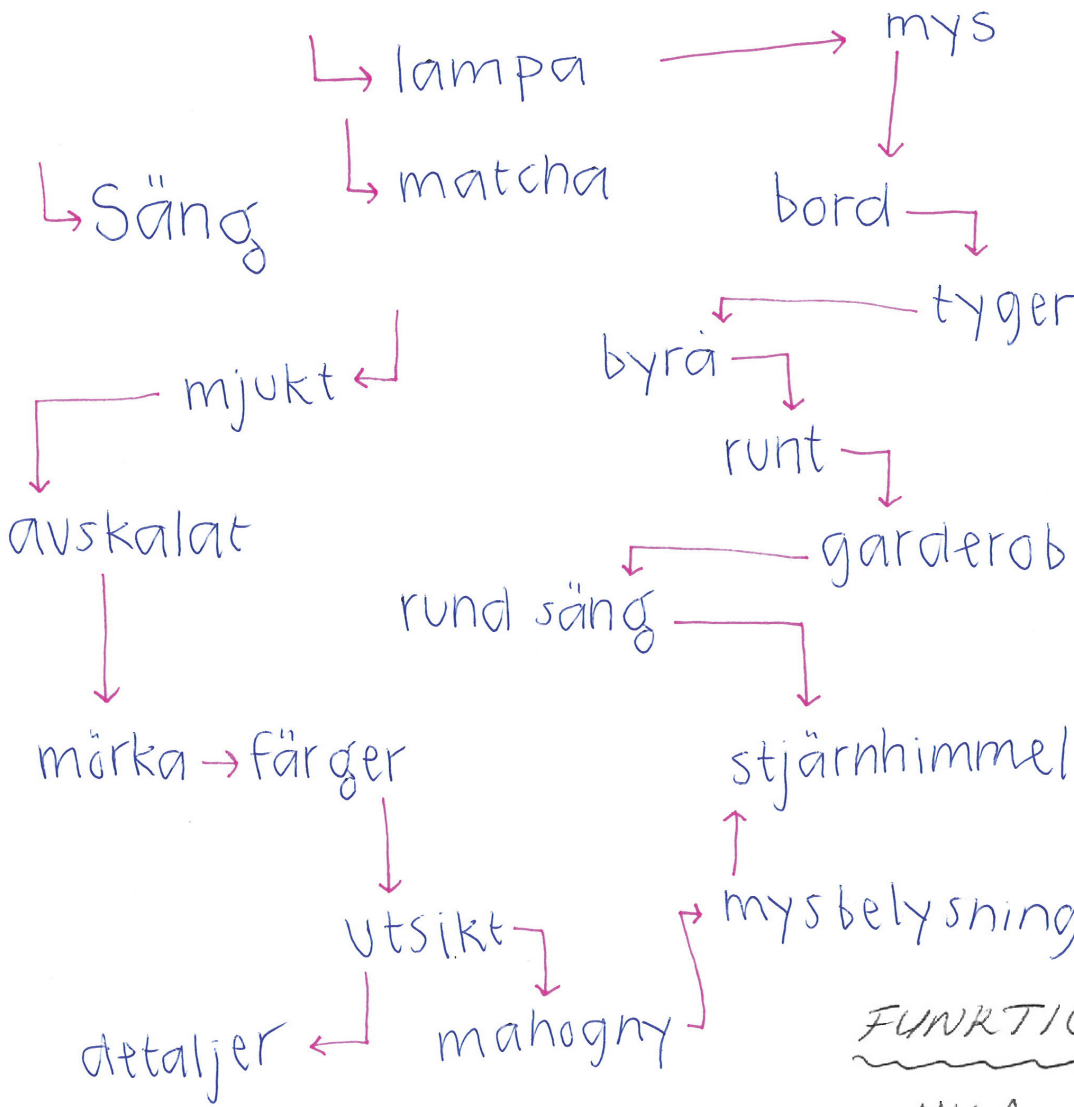 mys
lampa
matcha
Säng
bord
tyger
byrå
mjukt
runt
avskalat
garderob
rund säng
mörka färger
stjärnhimmel
mysbelysning
utsikt
mahogny
detaljer